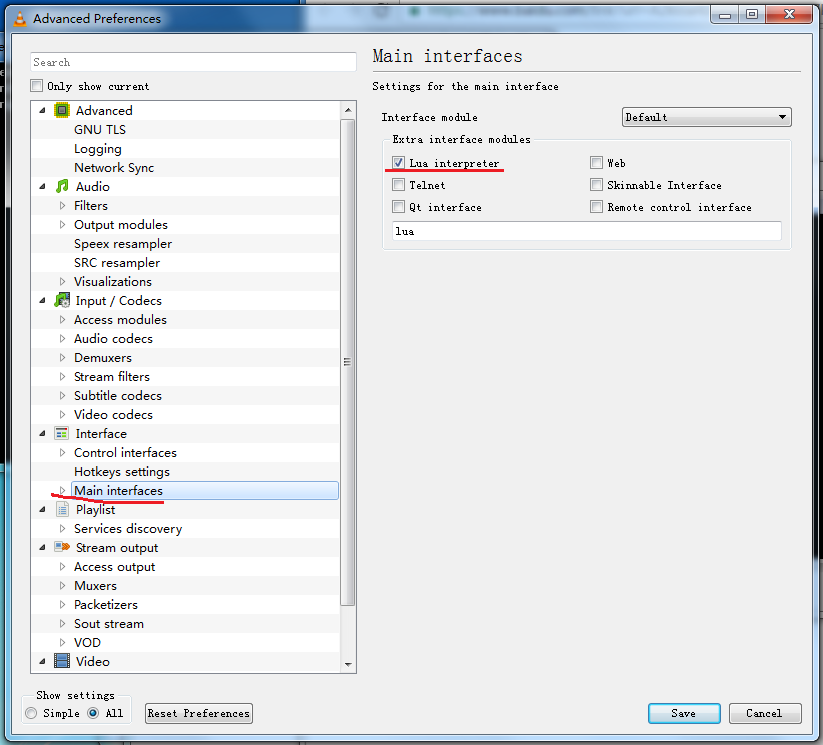 Advanced Preferences
Search
Only show current
Advanced
GNU TLS
Logging
Network Sync
Audio
Filters
Output modules
Speex resampler
SRC resampler
Visualizations
Input / Codecs
Access modules
Audio codecs
Demuxers
Stream filters
Subtitle codecs
Video codecs
Interface
Control interfaces
Hotkeys settings
Main interfaces
Playlist
Services discovery
Stream output
Access output
Muxers
Packetizers
Sout stream
VOD
Video
Show settings
Simple All
Reset Preferences
Main interfaces
Settings for the main interface
Interface module Default
Extra interface modules
Lua interpreter Web
Telnet Skinnable Interface
Qt interface Remote control interface
lua
Save Cancel